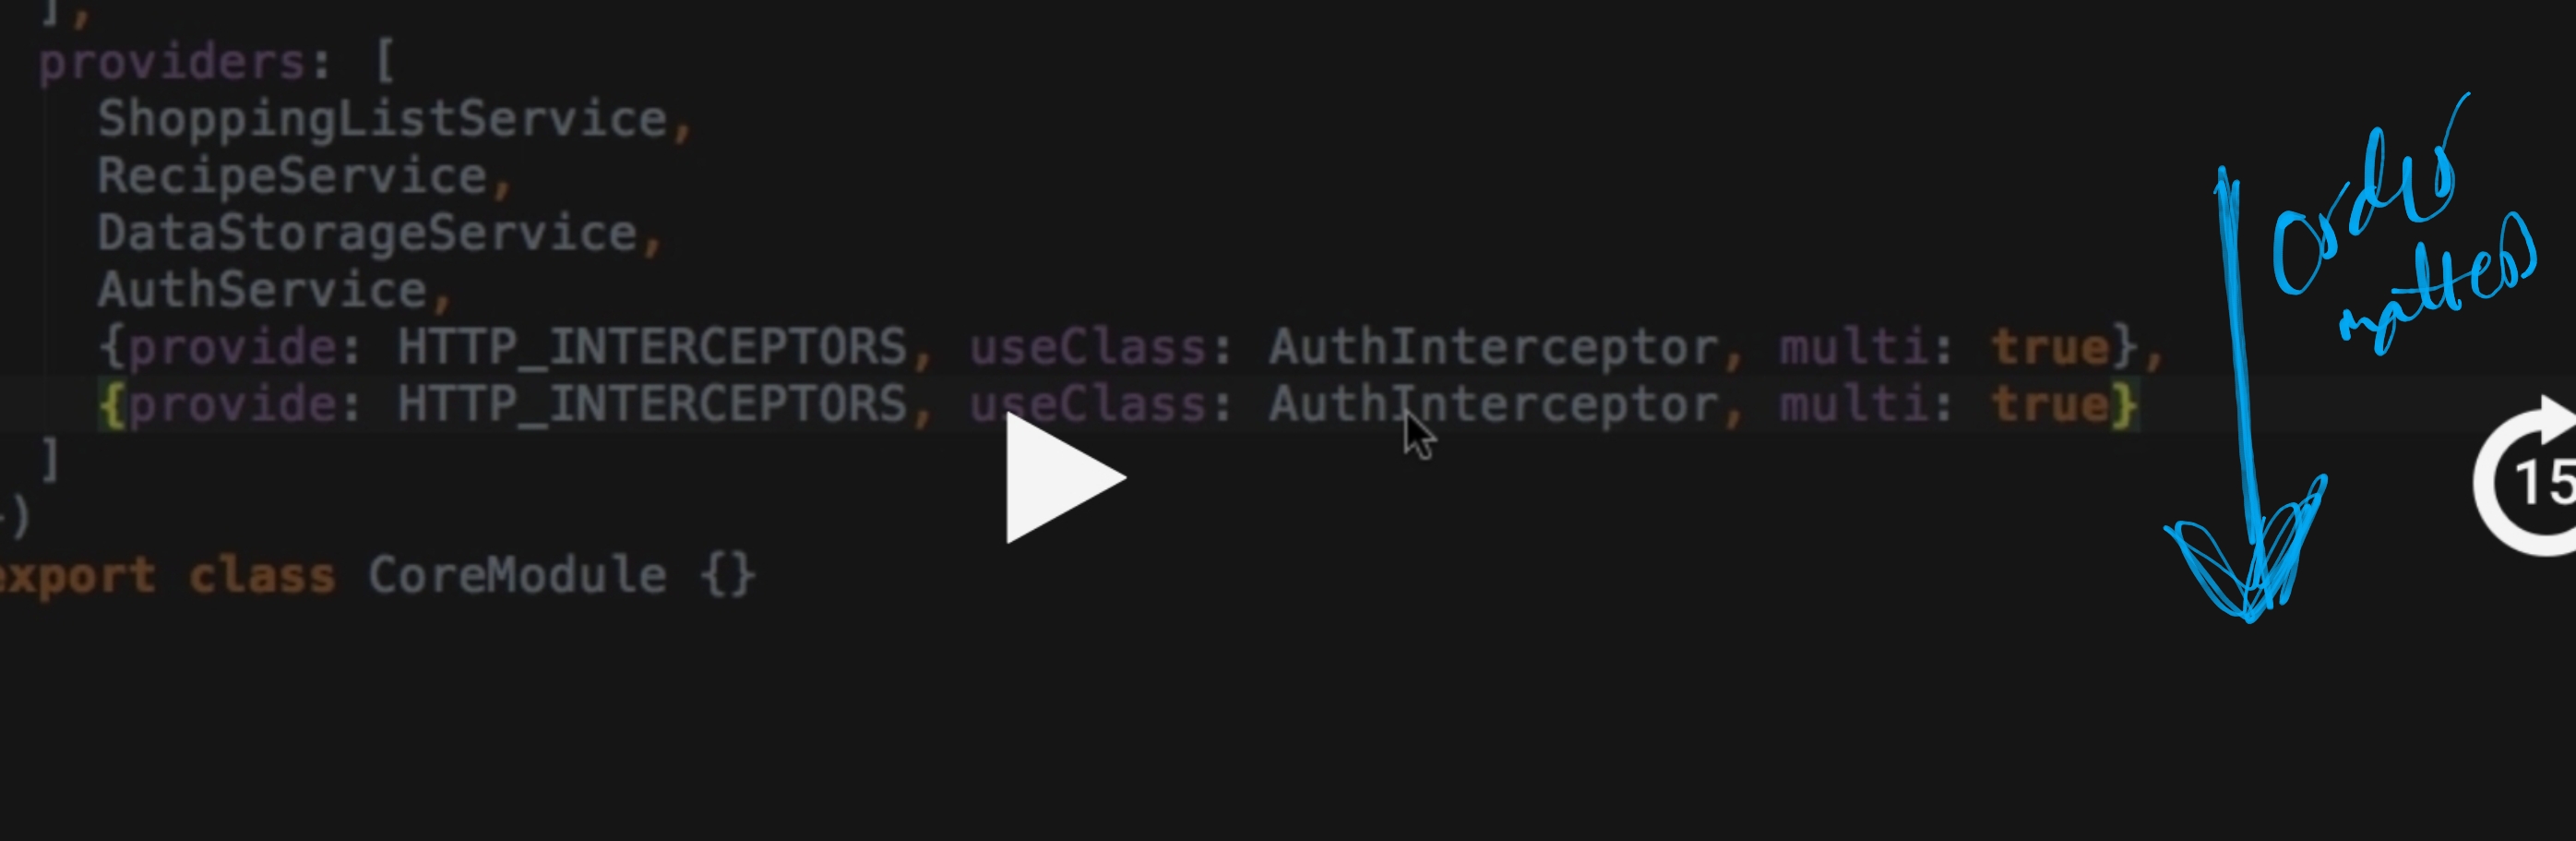 ],
providers: [
ShoppingListService,
RecipeService,
DataStorageService,
AuthService,
{provide: HTTP_INTERCEPTORS, useClass: AuthInterceptor, multi: true},
{provide: HTTP_INTERCEPTORS, useClass: AuthInterceptor, multi: true}
]
})
export class CoreModule {}
Order
matters
15